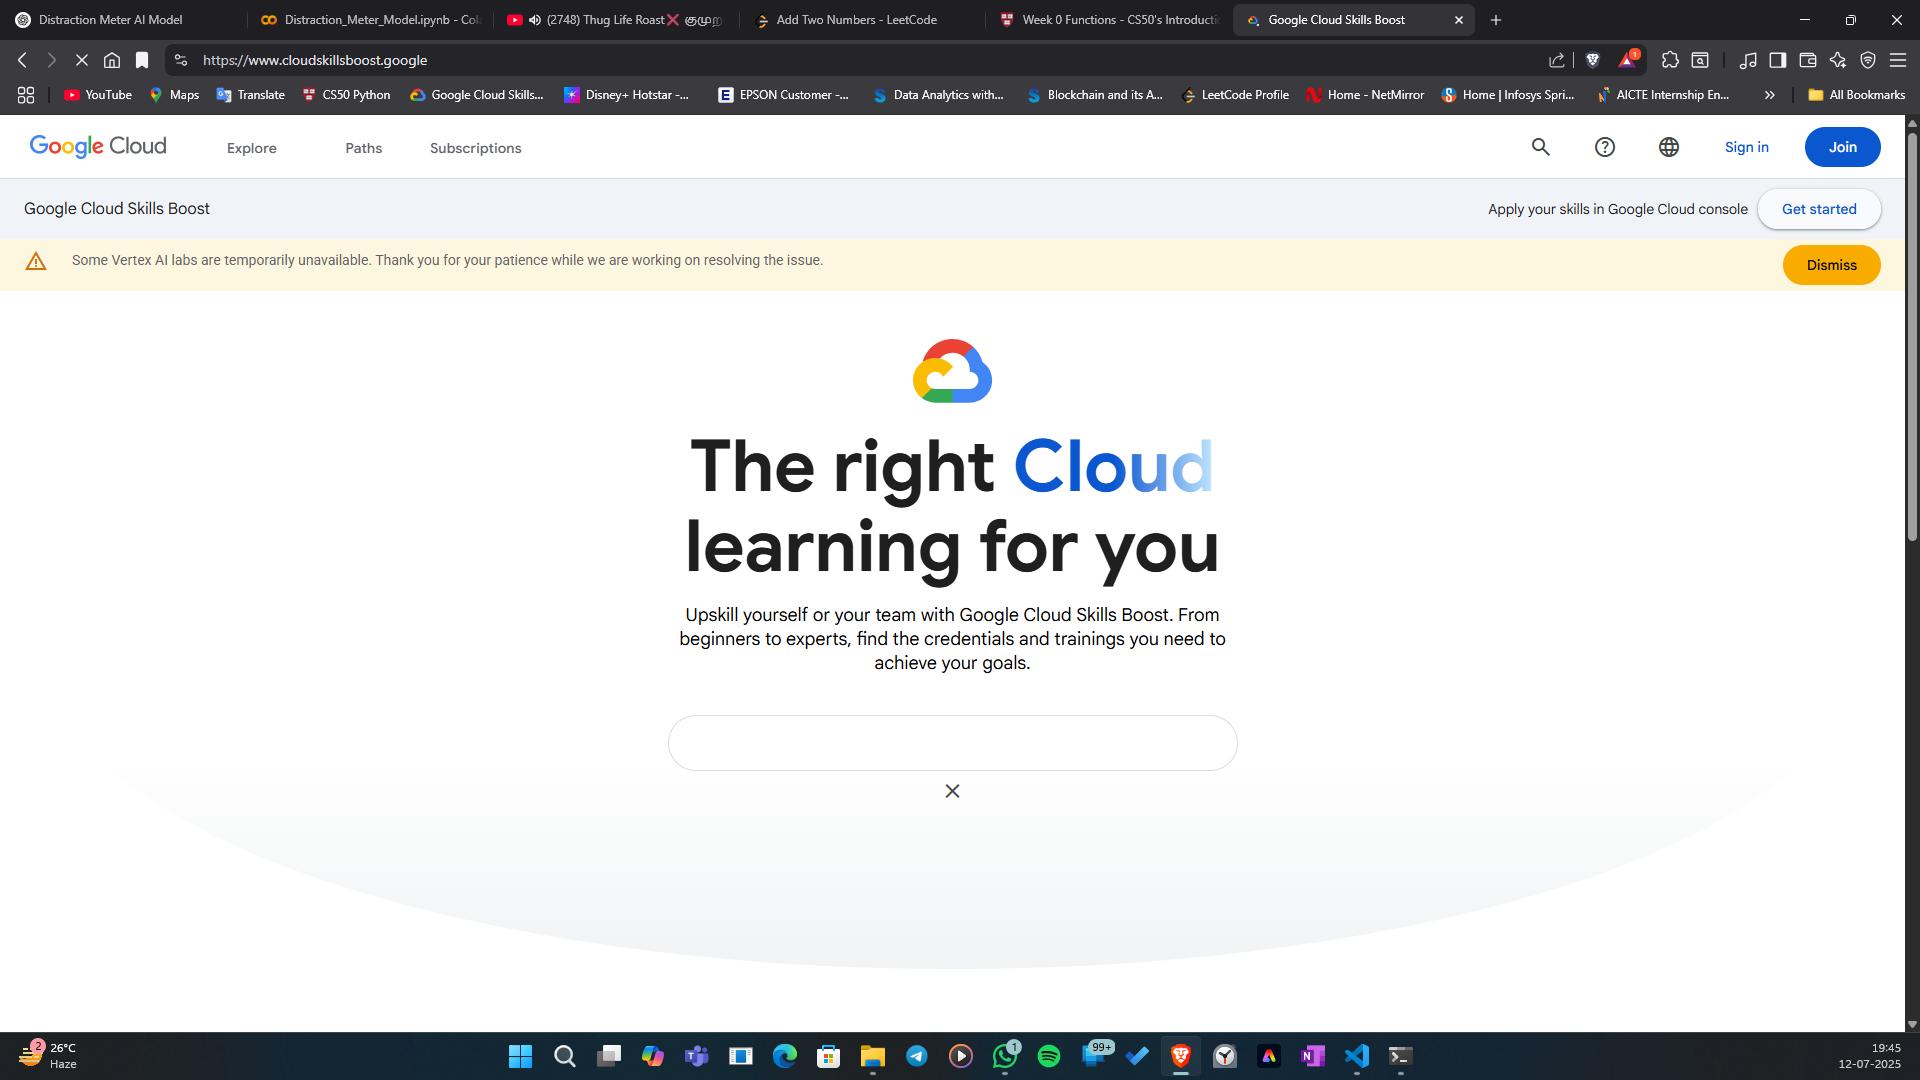 Distraction Meter AI Model
Distraction_Meter_Model.ipynb - Col
(2748) Thug Life Roast❌ குமுற
Add Two Numbers - LeetCode
Week 0 Functions - CS50's Introducti
Google Cloud Skills Boost
https://www.cloudskillsboost.google
1
YouTube
Maps
Translate
CS50 Python
Google Cloud Skills...
Disney+ Hotstar -...
EPSON Customer -...
Data Analytics with...
Blockchain and its A...
LeetCode Profile
Home - NetMirror
Home | Infosys Spri...
AICTE Internship En...
All Bookmarks
Google Cloud
Explore
Paths
Subscriptions
Sign in
Join
Google Cloud Skills Boost
Apply your skills in Google Cloud console
Get started
Some Vertex AI labs are temporarily unavailable. Thank you for your patience while we are working on resolving the issue.
Dismiss
The right Cloud
learning for you
Upskill yourself or your team with Google Cloud Skills Boost. From
beginners to experts, find the credentials and trainings you need to
achieve your goals.
2
26°C
Haze
1
99+
19:45
12-07-2025